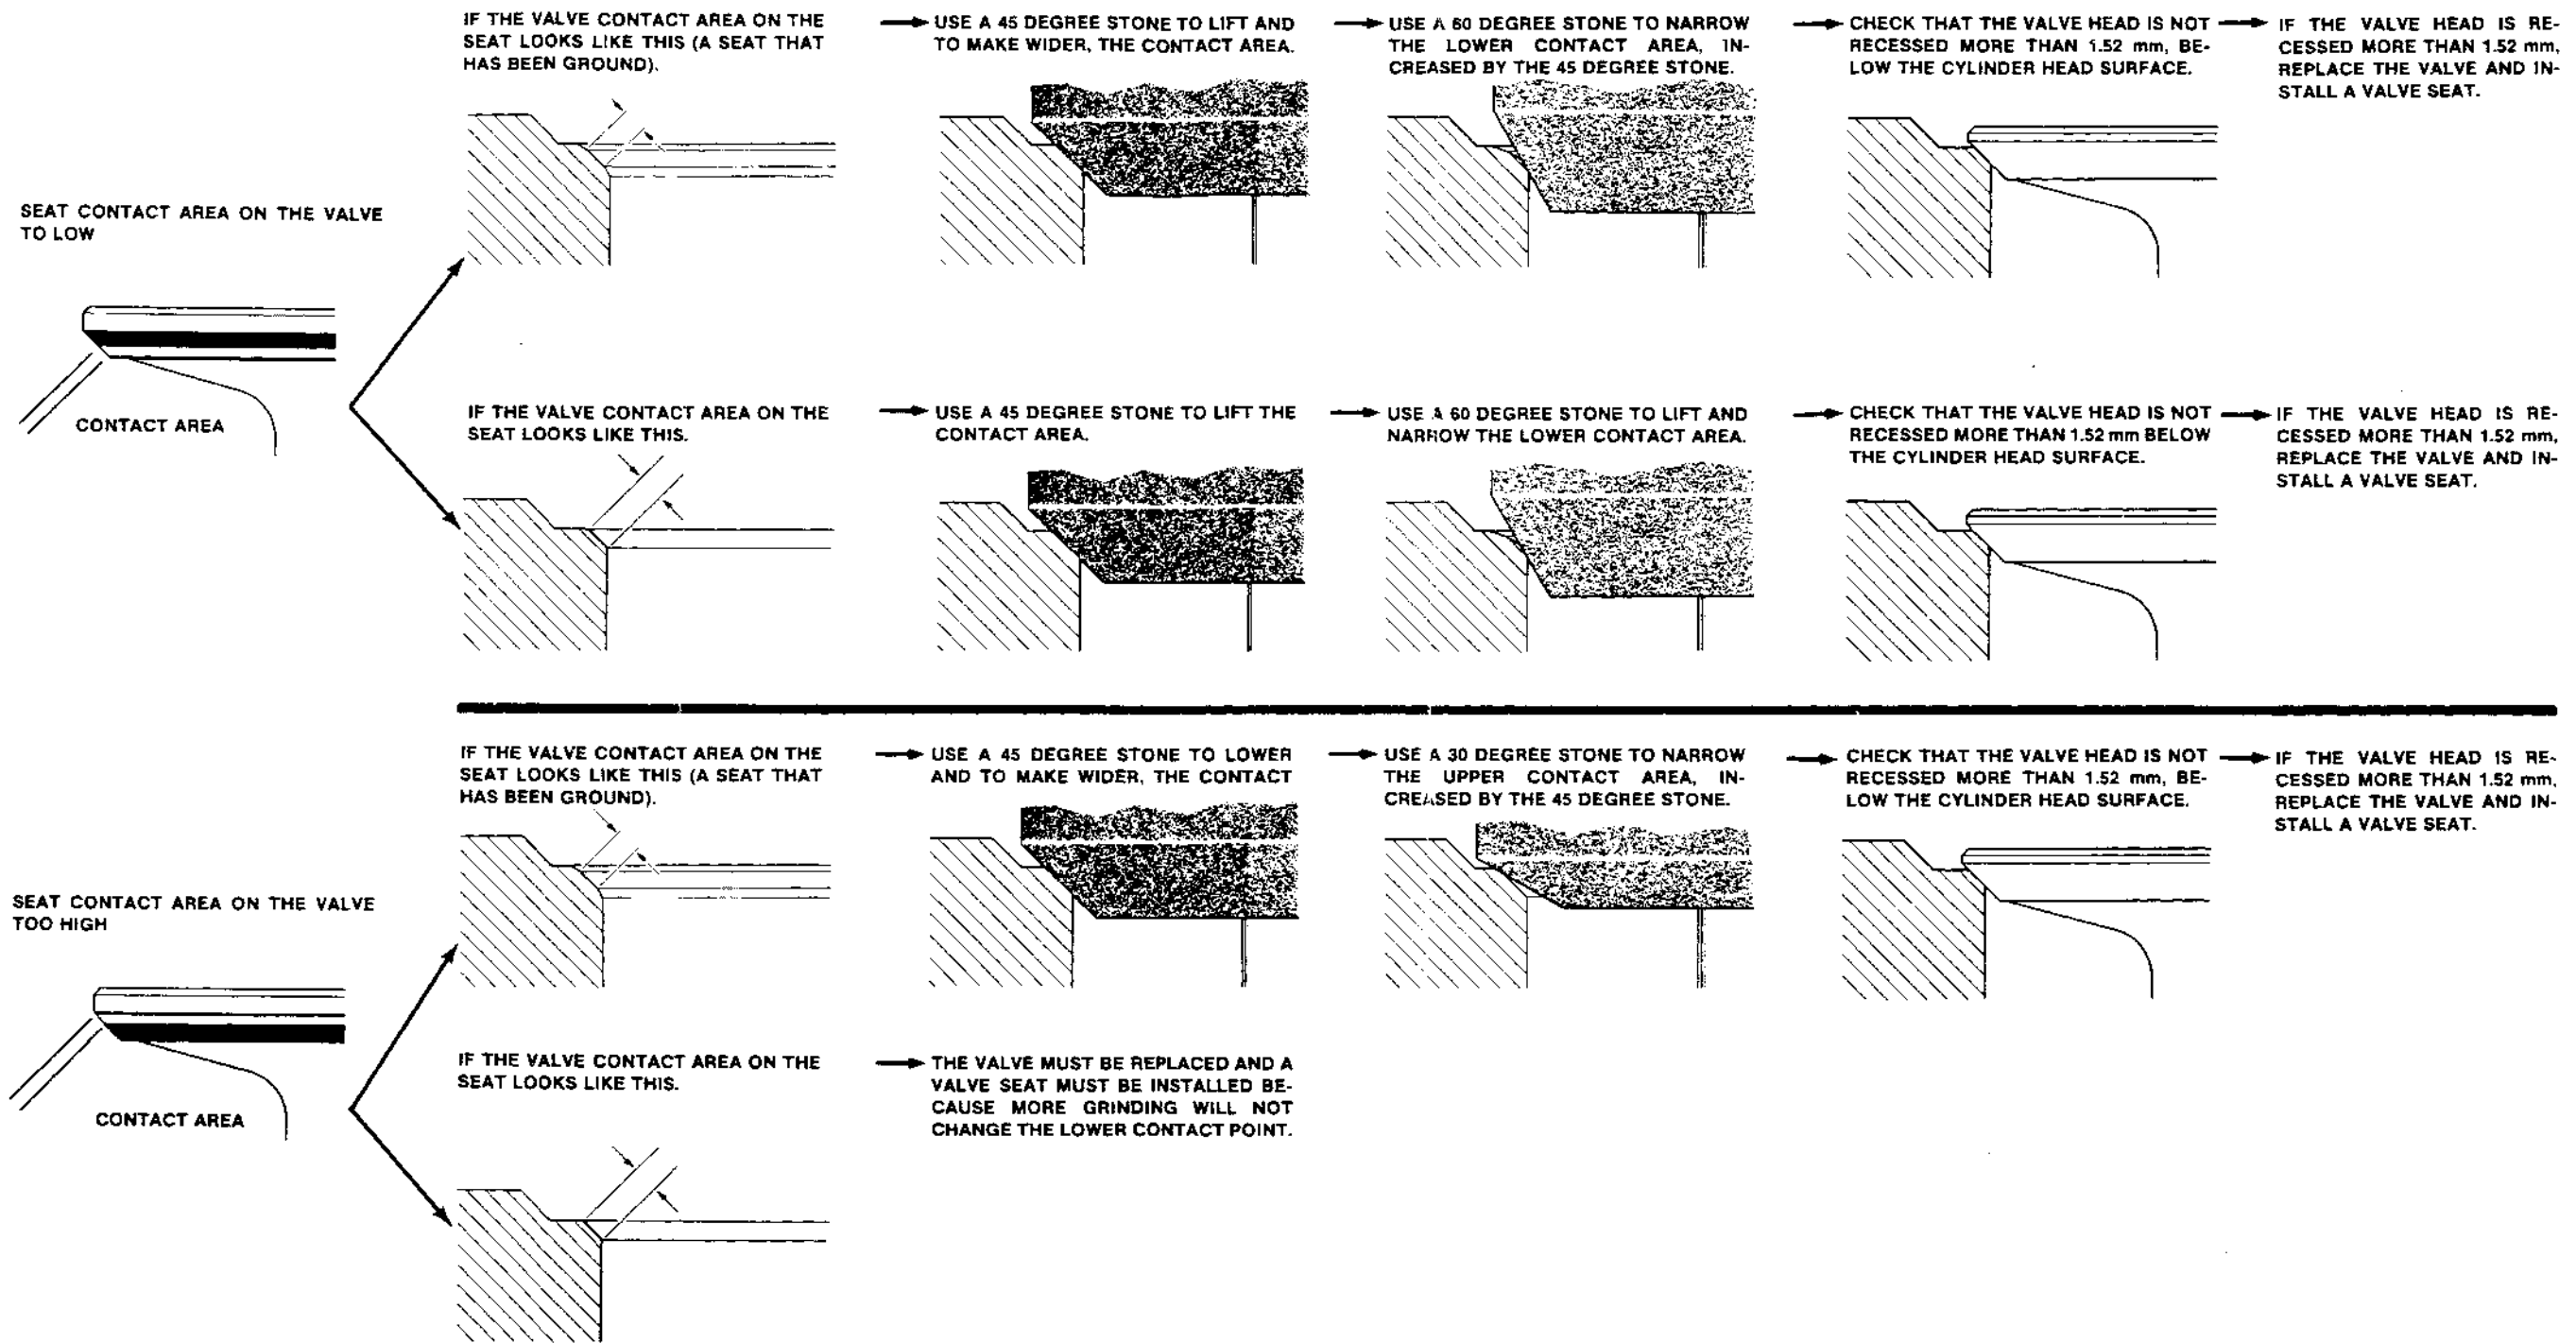 SEAT CONTACT AREA ON THE VALVE
TO LOW
CONTACT AREA
IF THE VALVE CONTACT AREA ON THE
SEAT LOOKS LIKE THIS (A SEAT THAT
HAS BEEN GROUND).
USE A 45 DEGREE STONE TO LIFT AND
TO MAKE WIDER, THE CONTACT AREA.
USE A 60 DEGREE STONE TO NARROW
THE LOWER CONTACT AREA, IN-
CREASED BY THE 45 DEGREE STONE.
CHECK THAT THE VALVE HEAD IS NOT
RECESSED MORE THAN 1.52 mm, BE-
LOW THE CYLINDER HEAD SURFACE.
IF THE VALVE HEAD IS RE-
CESSED MORE THAN 1.52 mm,
REPLACE THE VALVE AND IN-
STALL A VALVE SEAT.
IF THE VALVE CONTACT AREA ON THE
SEAT LOOKS LIKE THIS.
USE A 45 DEGREE STONE TO LIFT THE
CONTACT AREA.
USE A 60 DEGREE STONE TO LIFT AND
NARROW THE LOWER CONTACT AREA.
CHECK THAT THE VALVE HEAD IS NOT
RECESSED MORE THAN 1.52 mm BELOW
THE CYLINDER HEAD SURFACE.
IF THE VALVE HEAD IS RE-
CESSED MORE THAN 1.52 mm,
REPLACE THE VALVE AND IN-
STALL A VALVE SEAT.
SEAT CONTACT AREA ON THE VALVE
TOO HIGH
CONTACT AREA
IF THE VALVE CONTACT AREA ON THE
SEAT LOOKS LIKE THIS (A SEAT THAT
HAS BEEN GROUND).
USE A 45 DEGREE STONE TO LOWER
AND TO MAKE WIDER, THE CONTACT
USE A 30 DEGREE STONE TO NARROW
THE UPPER CONTACT AREA, IN-
CREASED BY THE 45 DEGREE STONE.
CHECK THAT THE VALVE HEAD IS NOT
RECESSED MORE THAN 1.52 mm, BE-
LOW THE CYLINDER HEAD SURFACE.
IF THE VALVE HEAD IS RE-
CESSED MORE THAN 1.52 mm,
REPLACE THE VALVE AND IN-
STALL A VALVE SEAT.
IF THE VALVE CONTACT AREA ON THE
SEAT LOOKS LIKE THIS.
THE VALVE MUST BE REPLACED AND A
VALVE SEAT MUST BE INSTALLED BE-
CAUSE MORE GRINDING WILL NOT
CHANGE THE LOWER CONTACT POINT.